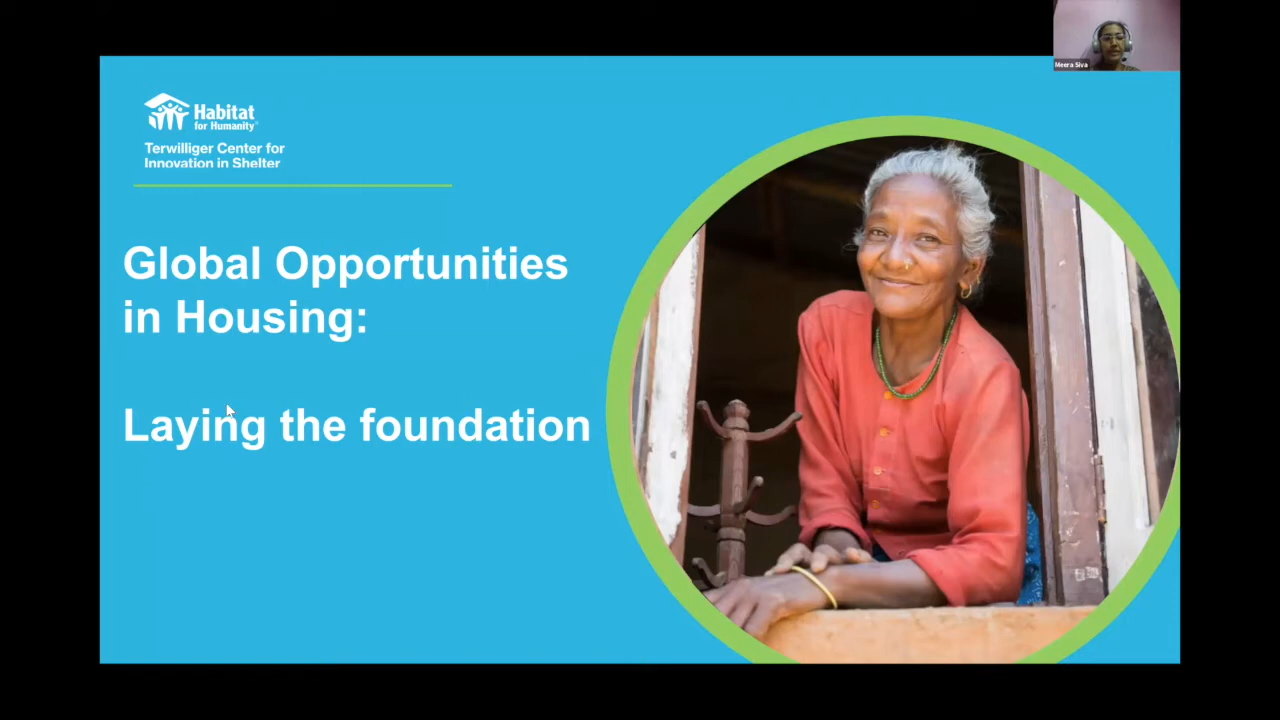 Meera Siva
Habitat
for Humanity®
Terwilliger Center for
Innovation in Shelter
Global Opportunities
in Housing:
Laying the foundation